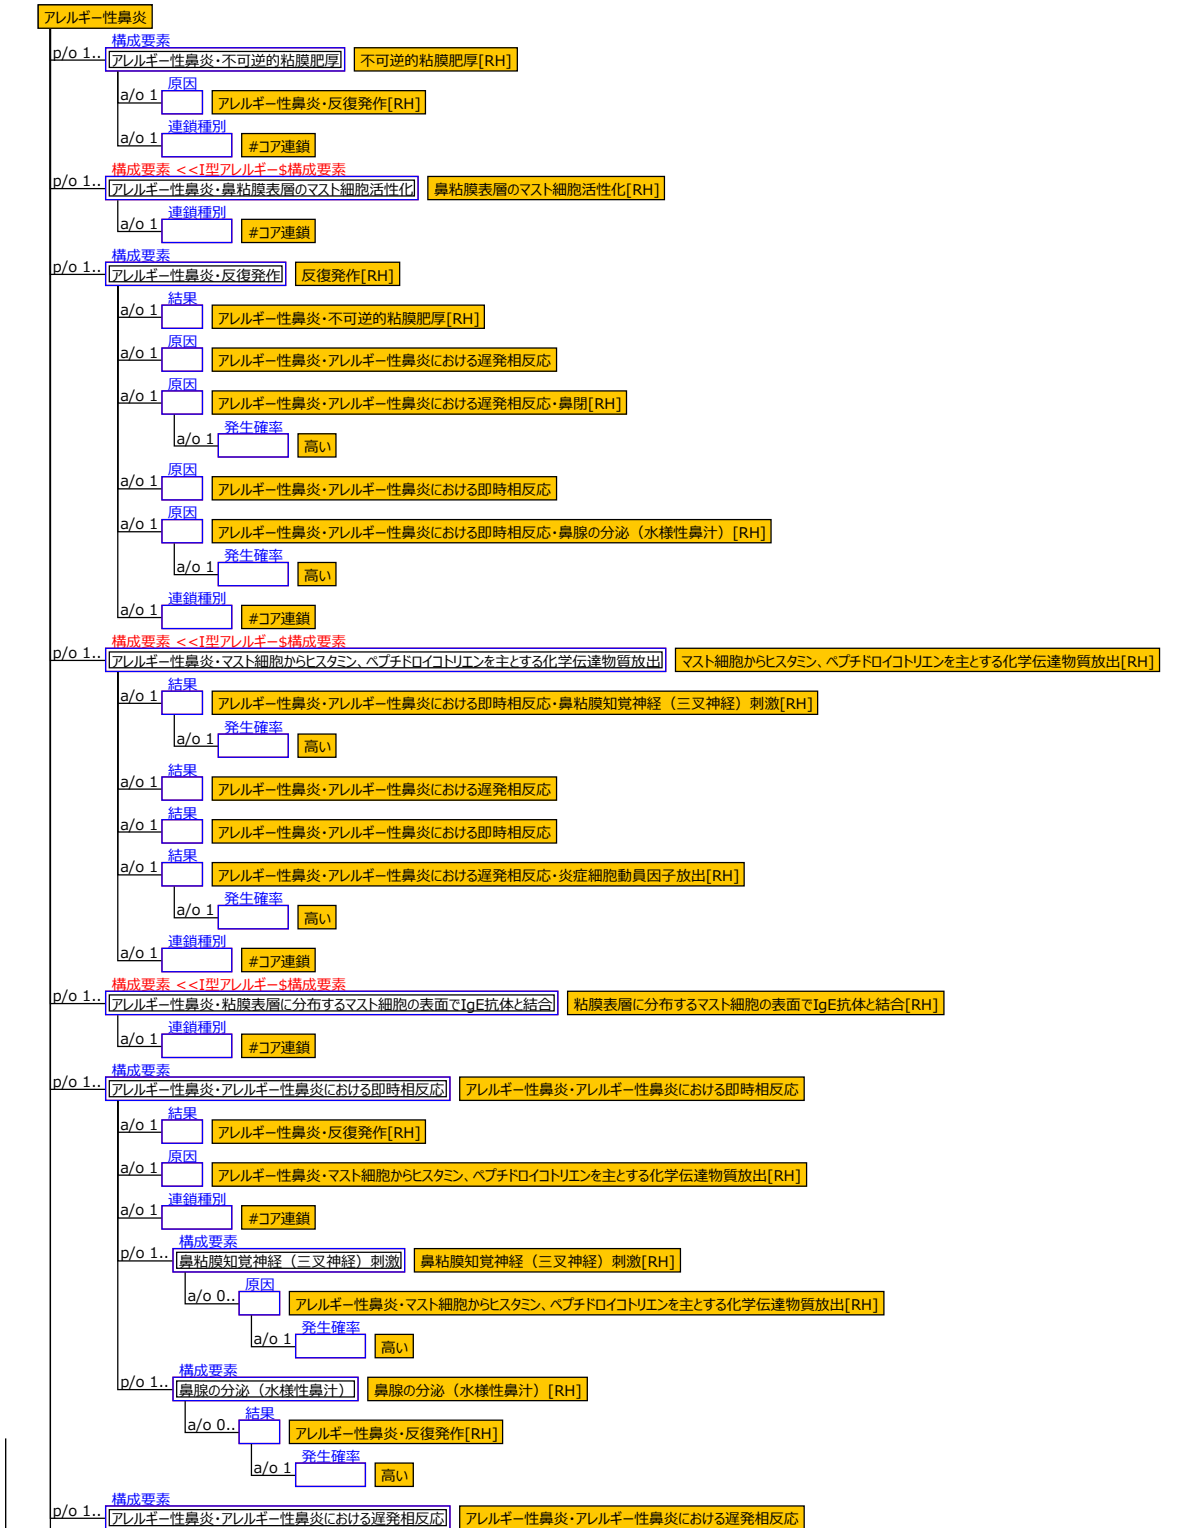 アレルギー性鼻炎
構成要素
p/o 1.. アレルギー性鼻炎・不可逆的粘膜肥厚 不可逆的粘膜肥厚[RH]
原因
a/o 1 アレルギー性鼻炎・反復発作[RH]
連鎖種別
a/o 1 #コア連鎖
構成要素 <<I型アレルギー$構成要素
p/o 1.. アレルギー性鼻炎・鼻粘膜表層のマスト細胞活性化 鼻粘膜表層のマスト細胞活性化[RH]
連鎖種別
a/o 1 #コア連鎖
構成要素
p/o 1.. アレルギー性鼻炎・反復発作 反復発作[RH]
結果
a/o 1 アレルギー性鼻炎・不可逆的粘膜肥厚[RH]
原因
a/o 1 アレルギー性鼻炎・アレルギー性鼻炎における遅発相反応
原因
a/o 1 アレルギー性鼻炎・アレルギー性鼻炎における遅発相反応・鼻閉[RH]
発生確率
a/o 1 高い
原因
a/o 1 アレルギー性鼻炎・アレルギー性鼻炎における即時相反応
原因
a/o 1 アレルギー性鼻炎・アレルギー性鼻炎における即時相反応・鼻腺の分泌（水様性鼻汁）[RH]
発生確率
a/o 1 高い
連鎖種別
a/o 1 #コア連鎖
構成要素 <<I型アレルギー$構成要素
p/o 1.. アレルギー性鼻炎・マスト細胞からヒスタミン、ペプチドロイコトリエンを主とする化学伝達物質放出 マスト細胞からヒスタミン、ペプチドロイコトリエンを主とする化学伝達物質放出[RH]
結果
a/o 1 アレルギー性鼻炎・アレルギー性鼻炎における即時相反応・鼻粘膜知覚神経（三叉神経）刺激[RH]
発生確率
a/o 1 高い
結果
a/o 1 アレルギー性鼻炎・アレルギー性鼻炎における遅発相反応
結果
a/o 1 アレルギー性鼻炎・アレルギー性鼻炎における即時相反応
結果
a/o 1 アレルギー性鼻炎・アレルギー性鼻炎における遅発相反応・炎症細胞動員因子放出[RH]
発生確率
a/o 1 高い
連鎖種別
a/o 1 #コア連鎖
構成要素 <<I型アレルギー$構成要素
p/o 1.. アレルギー性鼻炎・粘膜表層に分布するマスト細胞の表面でIgE抗体と結合 粘膜表層に分布するマスト細胞の表面でIgE抗体と結合[RH]
連鎖種別
a/o 1 #コア連鎖
構成要素
p/o 1.. アレルギー性鼻炎・アレルギー性鼻炎における即時相反応 アレルギー性鼻炎・アレルギー性鼻炎における即時相反応
結果
a/o 1 アレルギー性鼻炎・反復発作[RH]
原因
a/o 1 アレルギー性鼻炎・マスト細胞からヒスタミン、ペプチドロイコトリエンを主とする化学伝達物質放出[RH]
連鎖種別
a/o 1 #コア連鎖
構成要素
p/o 1.. 鼻粘膜知覚神経（三叉神経）刺激 鼻粘膜知覚神経（三叉神経）刺激[RH]
原因
a/o 0.. アレルギー性鼻炎・マスト細胞からヒスタミン、ペプチドロイコトリエンを主とする化学伝達物質放出[RH]
発生確率
a/o 1 高い
構成要素
p/o 1.. 鼻腺の分泌（水様性鼻汁） 鼻腺の分泌（水様性鼻汁）[RH]
結果
a/o 0.. アレルギー性鼻炎・反復発作[RH]
発生確率
a/o 1 高い
構成要素
p/o 1.. アレルギー性鼻炎・アレルギー性鼻炎における遅発相反応 アレルギー性鼻炎・アレルギー性鼻炎における遅発相反応